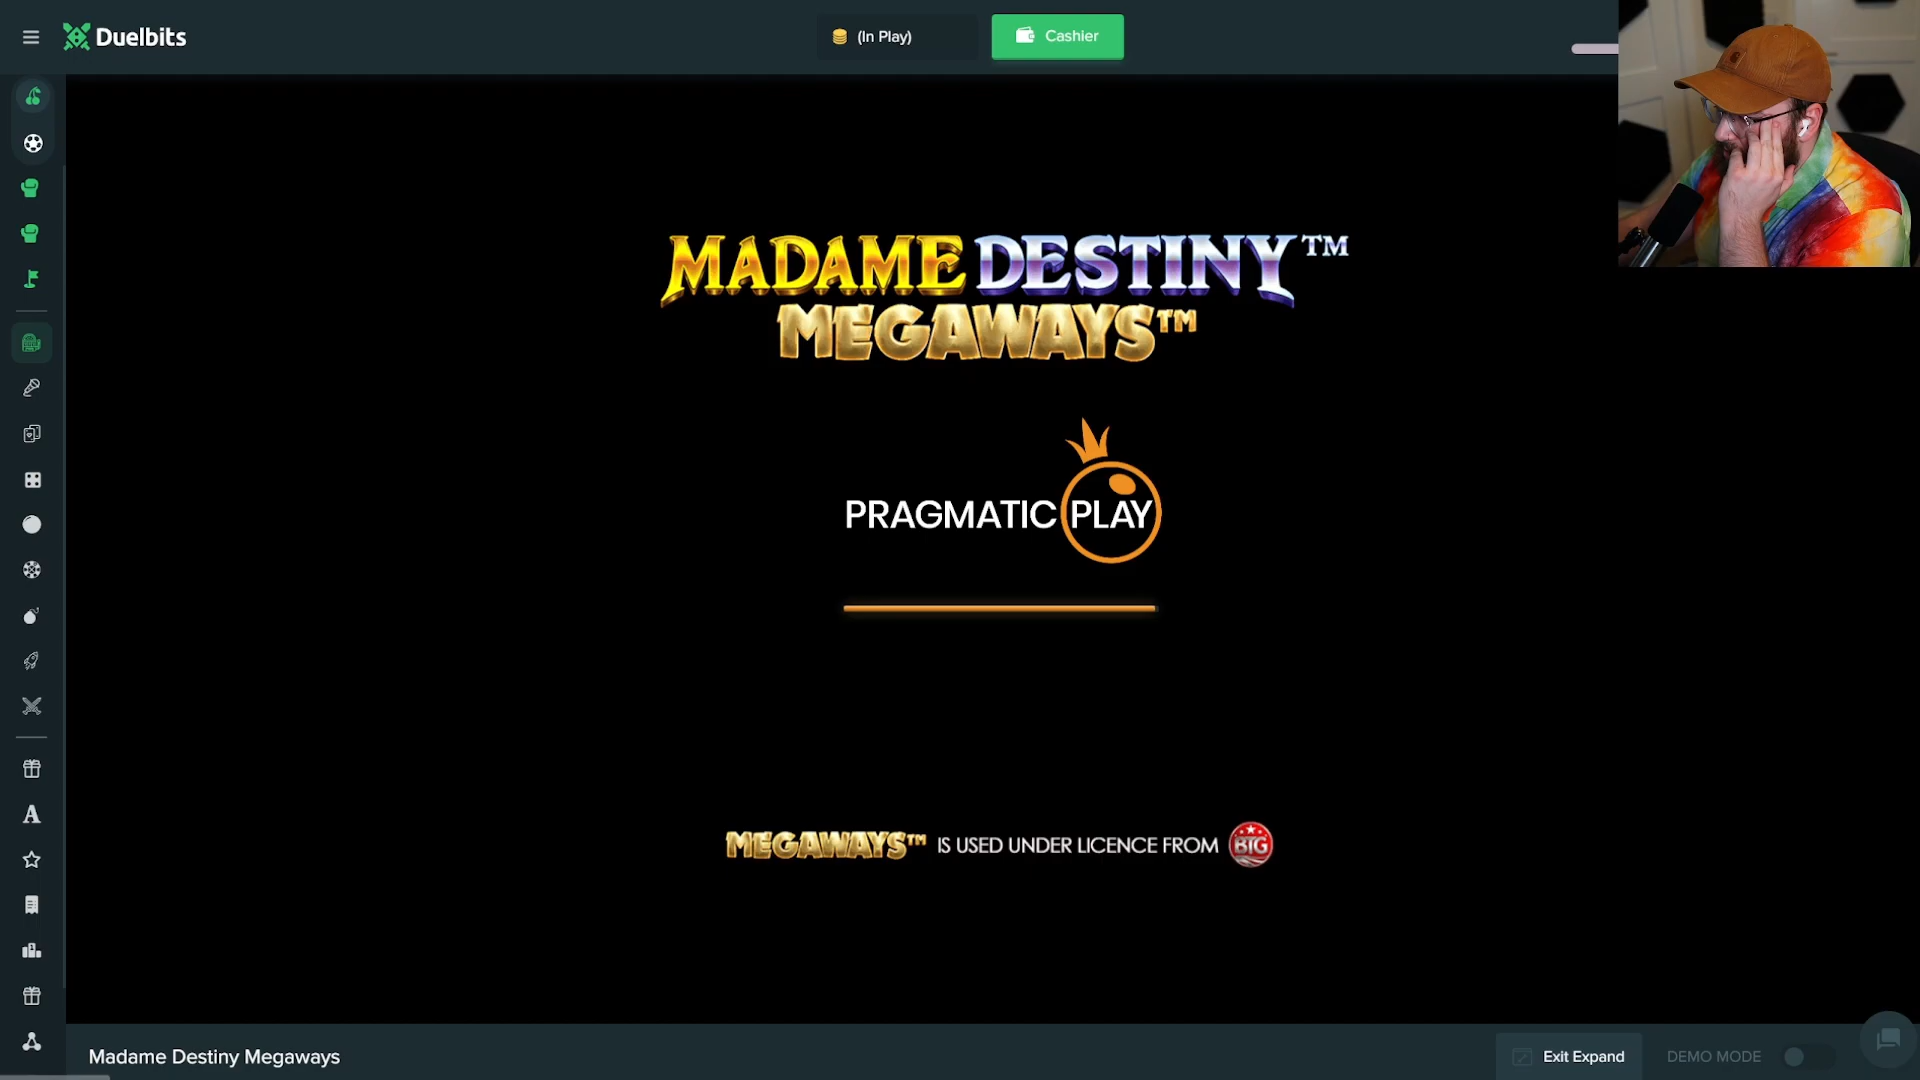 Duelbits
(In Play)
Cashier
MADAME DESTINY™
MEGAWAYS™
PRAGMATIC PLAY
MEGAWAYS™ IS USED UNDER LICENCE FROM BTG
Madame Destiny Megaways
Exit Expand
DEMO MODE